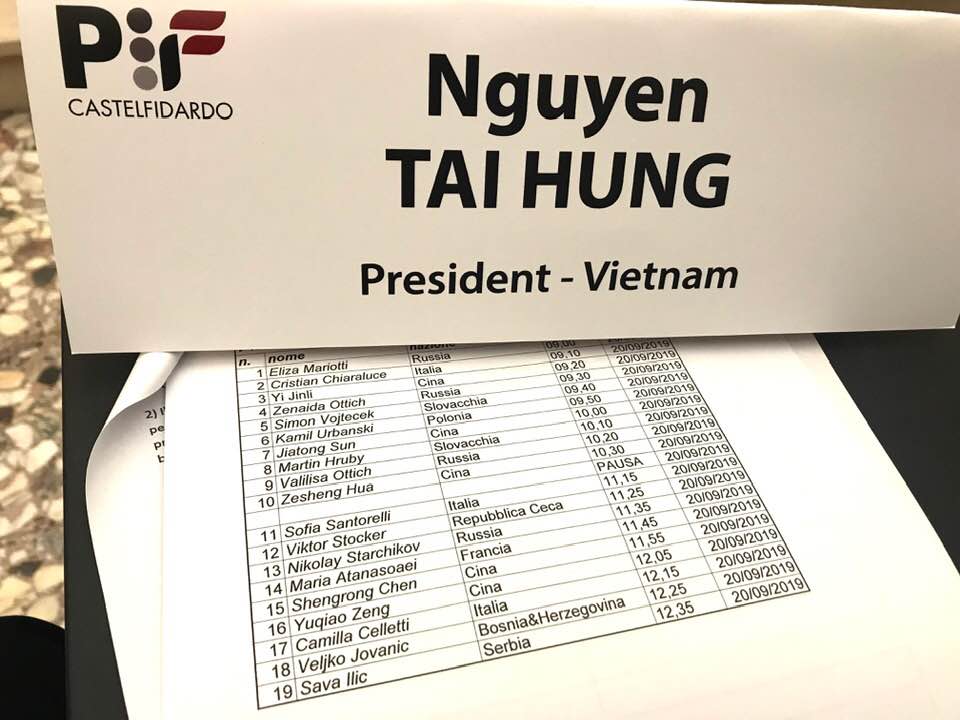 PIF
CASTELFIDARDO
Nguyen
TAI HUNG
President - Vietnam
n. nome nazione
1 Eliza Mariotti Russia 09,00 20/09/2019
2 Cristian Chiaraluce Italia 09,10 20/09/2019
3 Yi Jinli Cina 09,20 20/09/2019
4 Zenaida Ottich Russia 09,30 20/09/2019
5 Simon Vojtecek Slovacchia 09,40 20/09/2019
6 Kamil Urbanski Polonia 09,50 20/09/2019
7 Jiatong Sun Cina 10,00 20/09/2019
8 Martin Hruby Slovacchia 10,10 20/09/2019
9 Valilisa Ottich Russia 10,20 20/09/2019
10 Zesheng Hua Cina 10,30 20/09/2019
PAUSA
11 Sofia Santorelli Italia 11,15 20/09/2019
12 Viktor Stocker Repubblica Ceca 11,25 20/09/2019
13 Nikolay Starchikov Russia 11,35 20/09/2019
14 Maria Atanasoaei Francia 11,45 20/09/2019
15 Shengrong Chen Cina 11,55 20/09/2019
16 Yuqiao Zeng Cina 12,05 20/09/2019
17 Camilla Celletti Italia 12,15 20/09/2019
18 Veljko Jovanic Bosnia&Herzegovina 12,25 20/09/2019
19 Sava Ilic Serbia 12,35 20/09/2019